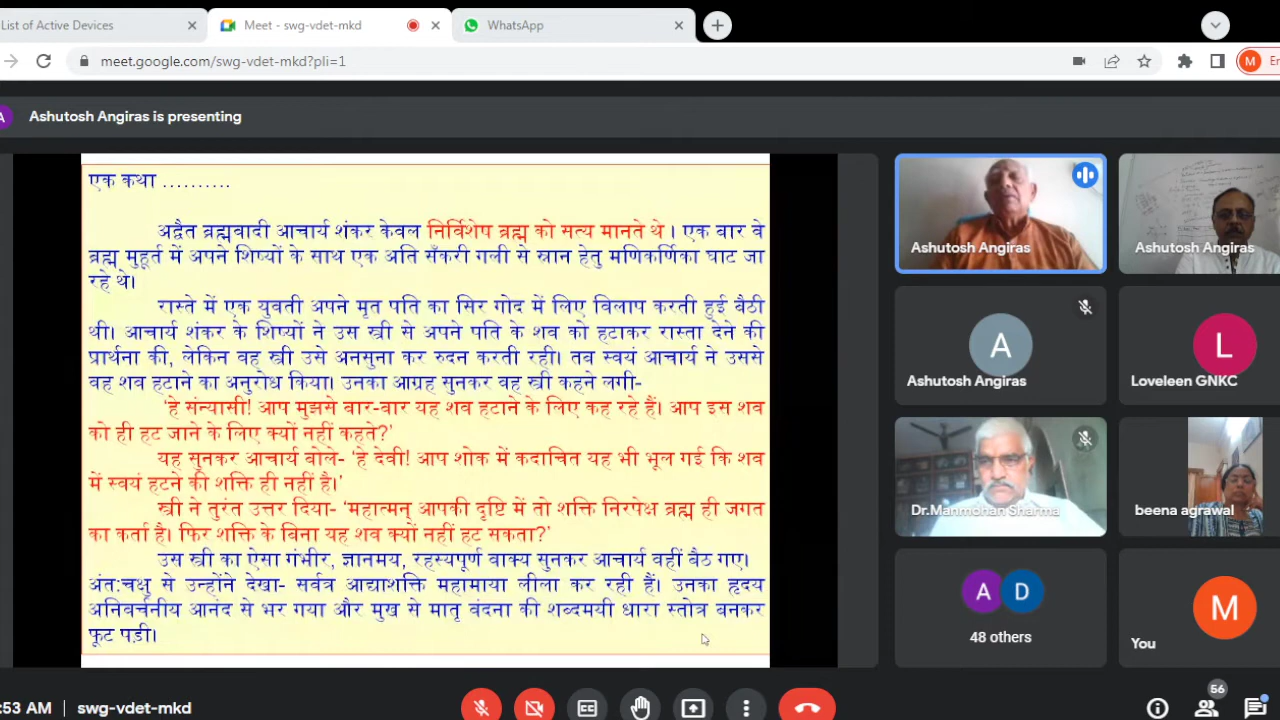 List of Active Devices
Meet - swg-vdet-mkd
WhatsApp
meet.google.com/swg-vdet-mkd?pli=1
M
Er
A
Ashutosh Angiras is presenting
एक कथा ..........
अद्वैत ब्रह्मवादी आचार्य शंकर केवल निर्विशेष ब्रह्म को सत्य मानते थे । एक बार वे
ब्रह्म मुहूर्त में अपने शिष्यों के साथ एक अति सँकरी गली से स्नान हेतु मणिकर्णिका घाट जा
रहे थे।
रास्ते में एक युवती अपने मृत पति का सिर गोद में लिए विलाप करती हुई बैठी
थी। आचार्य शंकर के शिष्यों ने उस स्त्री से अपने पति के शव को हटाकर रास्ता देने की
प्रार्थना की, लेकिन वह स्त्री उसे अनसुना कर रुदन करती रही। तब स्वयं आचार्य ने उससे
वह शव हटाने का अनुरोध किया। उनका आग्रह सुनकर वह स्त्री कहने लगी-
'हे संन्यासी! आप मुझसे बार-बार यह शव हटाने के लिए कह रहे हैं। आप इस शव
को ही हट जाने के लिए क्यों नहीं कहते?'
यह सुनकर आचार्य बोले- 'हे देवी! आप शोक में कदाचित यह भी भूल गई कि शव
में स्वयं हटने की शक्ति ही नहीं है।'
स्त्री ने तुरंत उत्तर दिया- 'महात्मन् आपकी दृष्टि में तो शक्ति निरपेक्ष ब्रह्म ही जगत
का कर्ता है। फिर शक्ति के बिना यह शव क्यों नहीं हट सकता?'
उस स्त्री का ऐसा गंभीर, ज्ञानमय, रहस्यपूर्ण वाक्य सुनकर आचार्य वहीं बैठ गए।
अंत:चक्षु से उन्होंने देखा- सर्वत्र आद्याशक्ति महामाया लीला कर रही हैं। उनका हृदय
अनिवर्चनीय आनंद से भर गया और मुख से मातृ वंदना की शब्दमयी धारा स्तोत्र बनकर
फूट पड़ी।
Ashutosh Angiras
Ashutosh Angiras
A
Ashutosh Angiras
L
Loveleen GNKC
Dr.Manmohan Sharma
beena agrawal
A D
48 others
M
You
:53 AM | swg-vdet-mkd
CC
56